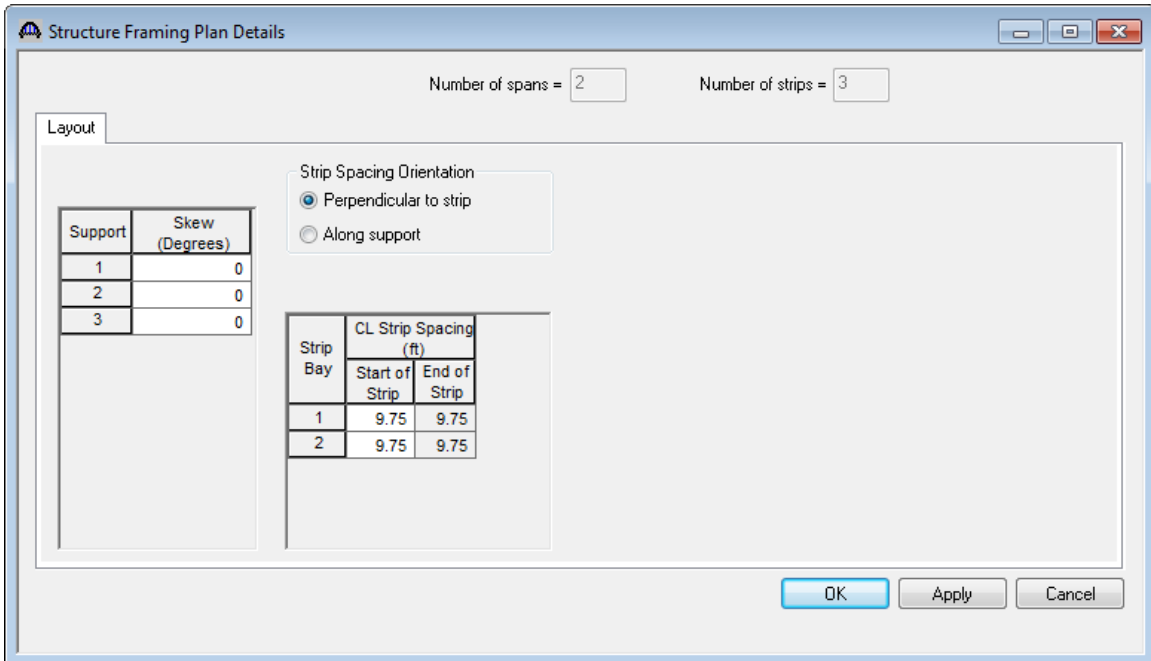 Structure Framing Plan Details
Number of spans = 2 Number of strips = 3
Layout
Strip Spacing Orientation
Perpendicular to strip
Along support
Support Skew (Degrees)
1 0
2 0
3 0
Strip Bay CL Strip Spacing (ft)
Start of Strip End of Strip
1 9.75 9.75
2 9.75 9.75
OK Apply Cancel